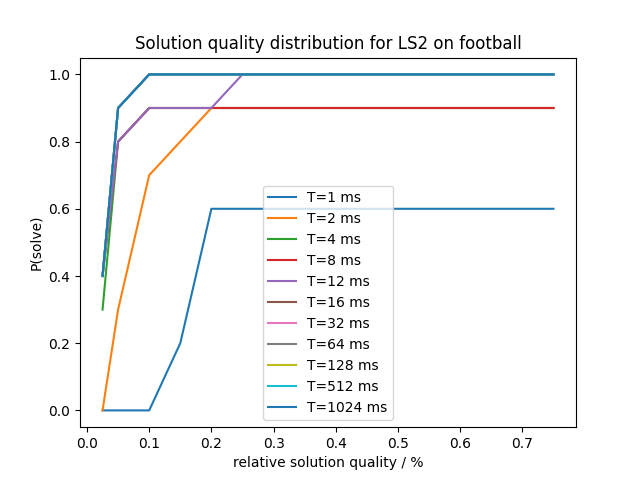 Solution quality distribution for LS2 on football
P(solve)
1.0
0.8
0.6
0.4
0.2
0.0
T=1 ms
T=2 ms
T=4 ms
T=8 ms
T=12 ms
T=16 ms
T=32 ms
T=64 ms
T=128 ms
T=512 ms
T=1024 ms
0.0 0.1 0.2 0.3 0.4 0.5 0.6 0.7
relative solution quality / %